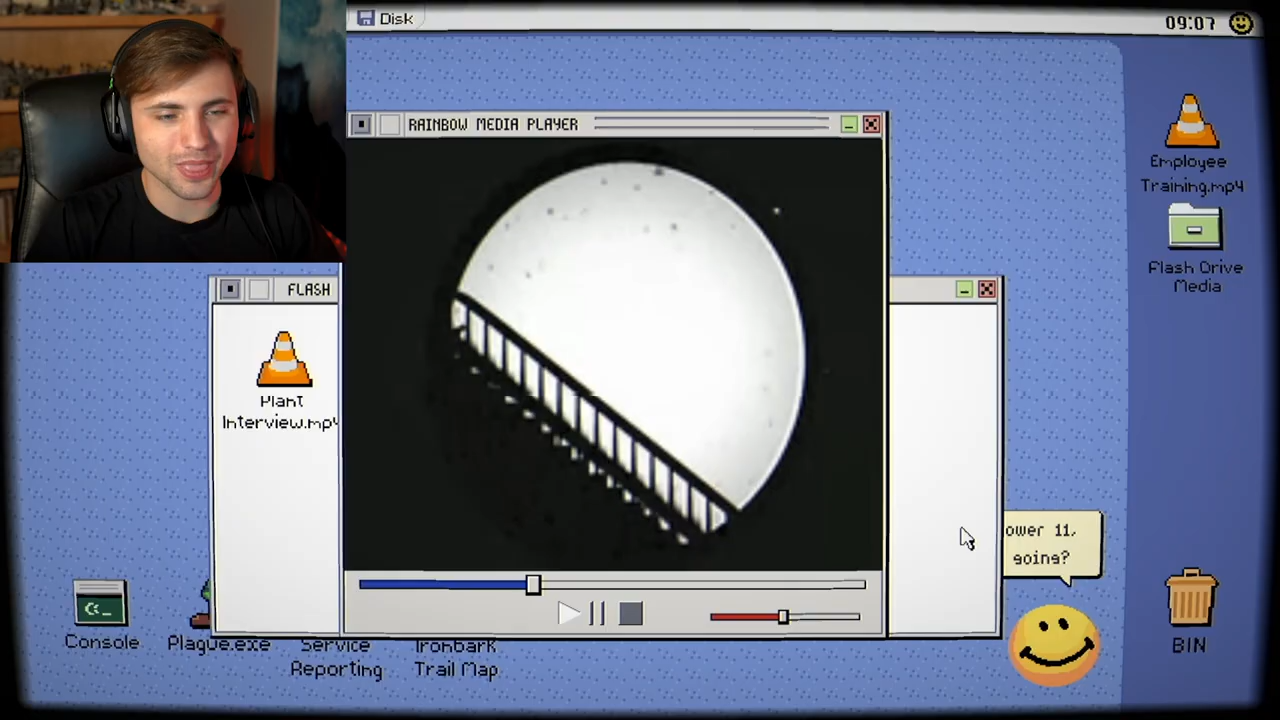 Disk
09:07
RAINBOW MEDIA PLAYER
Employee
Training.mp4
Flash Drive
Media
FLASH
Plant
Interview.mp4
ower 11,
going?
Console
Plague.exe
Service
Reporting
Ironbark
Trail Map
BIN